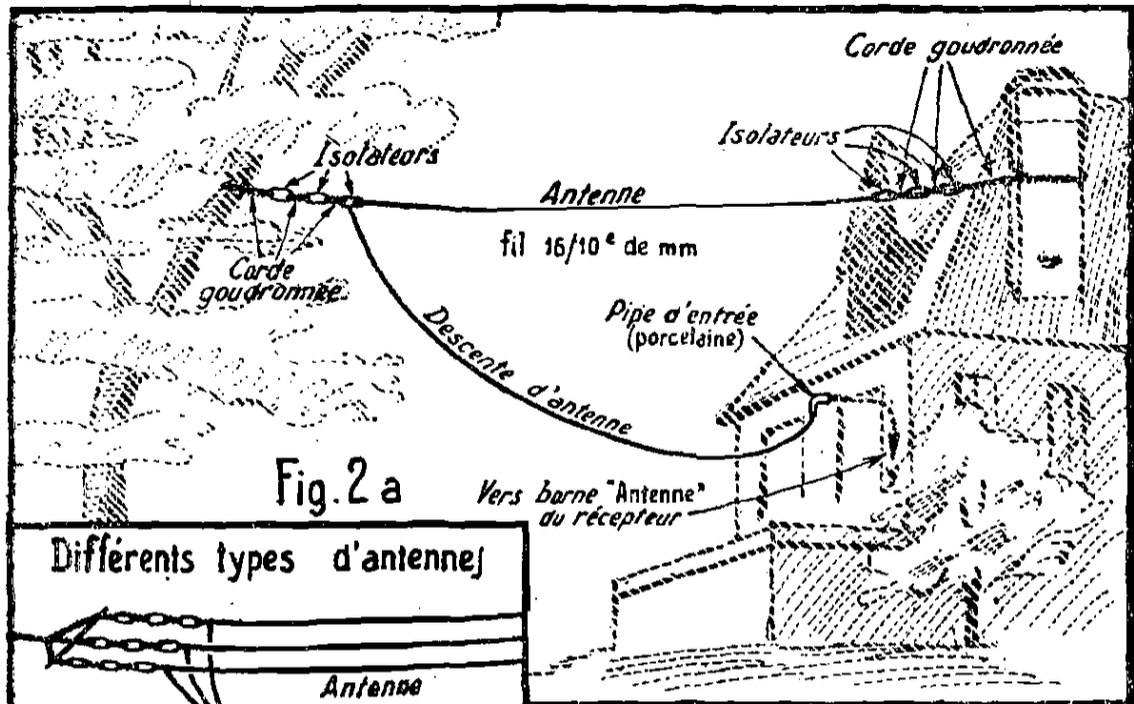 Corde goudronnée
Isolateurs
Isolateurs
Antenne
fil 16/10e de mm
Corde
goudronnée
Pipe d'entrée
(porcelaine)
Descente d'antenne
Fig. 2 a
Vers borne "Antenne"
du récepteur
Différents types d'antennes
Antenne